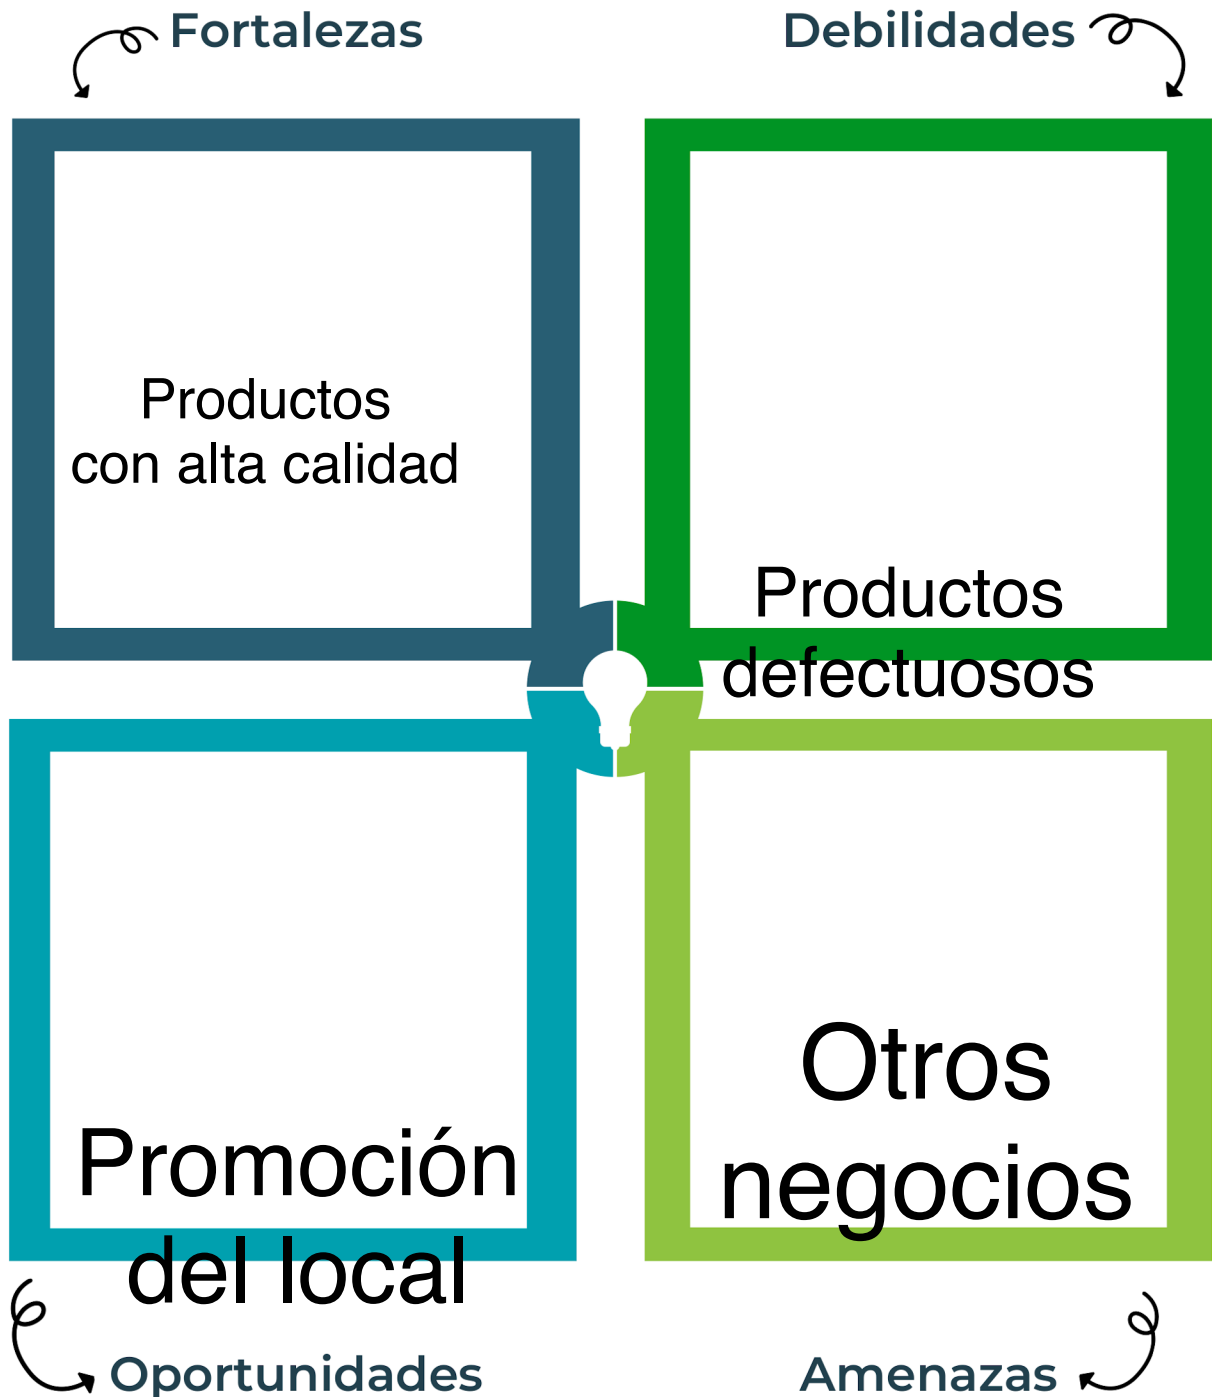 Fortalezas
Debilidades
Productos
con alta calidad
Productos
defectuosos
Promoción
del local
Otros
negocios
Oportunidades
Amenazas